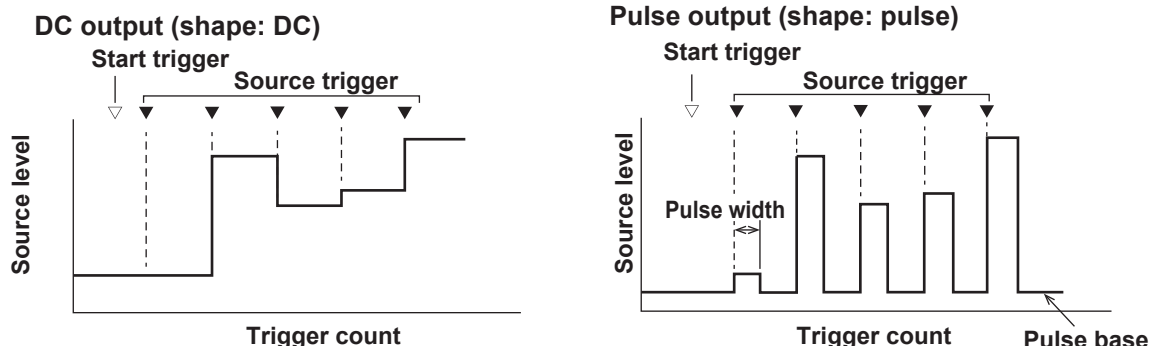 DC output (shape: DC)
Start trigger
Source trigger
Source level
Trigger count
Pulse output (shape: pulse)
Start trigger
Source trigger
Pulse width
Source level
Trigger count
Pulse base